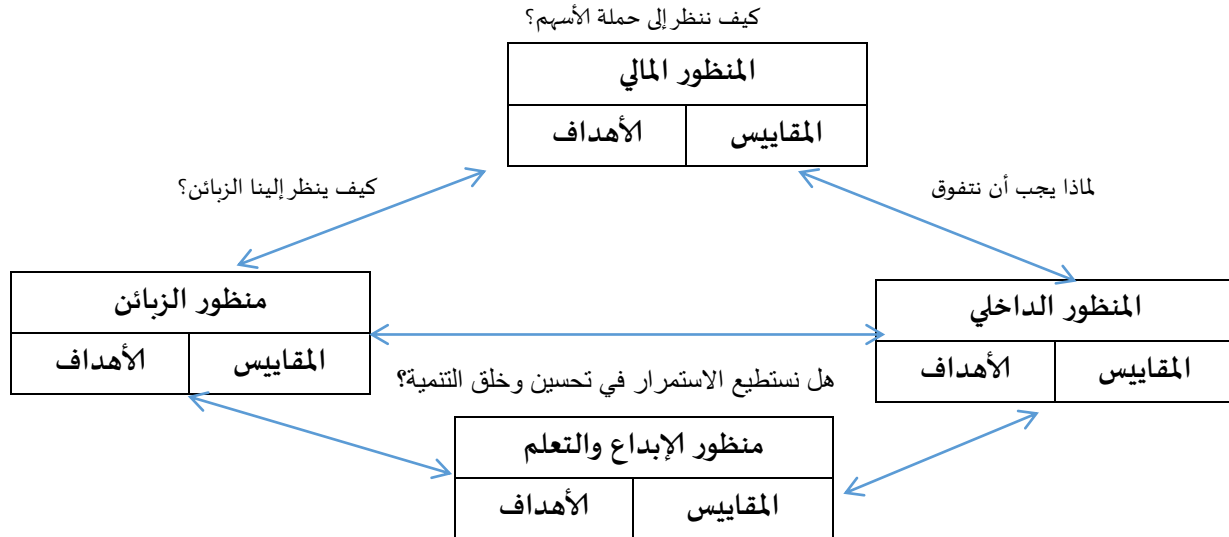 كيف ننظر إلى حملة الأسهم؟
المنظور المالي
المقاييس
الأهداف
لماذا يجب أن نتفوق
كيف ينظر إلينا الزبائن؟
المنظور الداخلي
المقاييس
الأهداف
منظور الزبائن
المقاييس
الأهداف
هل نستطيع الاستمرار في تحسين وخلق التنمية؟
منظور الإبداع والتعلم
المقاييس
الأهداف